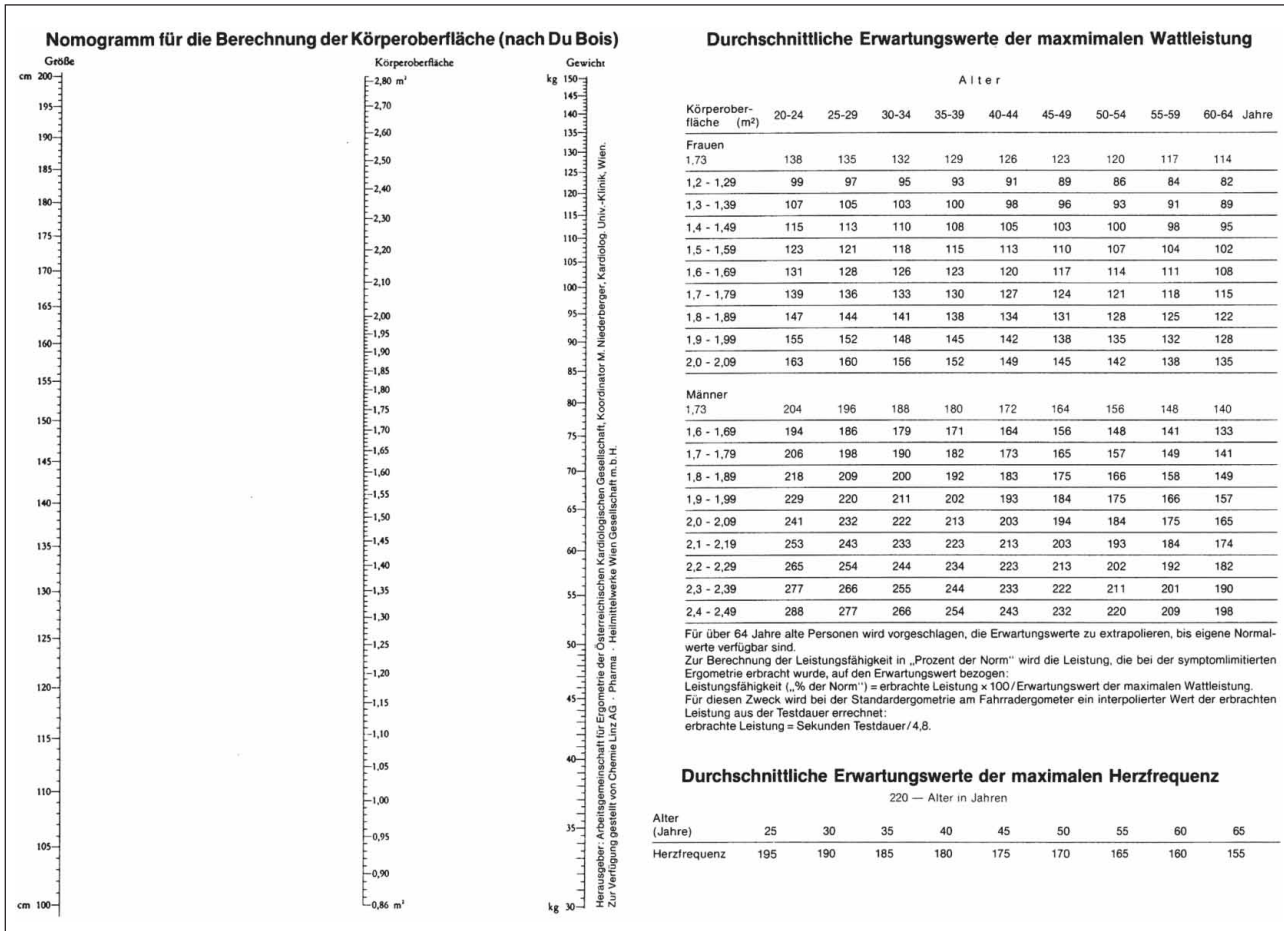 Nomogramm für die Berechnung der Körperoberfläche (nach Du Bois)
Größe
cm 200
195
190
185
180
175
170
165
160
155
150
145
140
135
130
125
120
115
110
105
cm 100
Körperoberfläche
2,80 m²
2,70
2,60
2,50
2,40
2,30
2,20
2,10
2,00
1,95
1,90
1,85
1,80
1,75
1,70
1,65
1,60
1,55
1,50
1,45
1,40
1,35
1,30
1,25
1,20
1,15
1,10
1,05
1,00
0,95
0,90
0,86 m²
Gewicht
kg 150
145
140
135
130
125
120
115
110
105
100
95
90
85
80
75
70
65
60
55
50
45
40
35
kg 30
Herausgeber: Arbeitsgemeinschaft für Ergometrie der Österreichischen Kardiologischen Gesellschaft, Koordinator M. Niederberger, Kardiolog. Univ.-Klinik, Wien.
Zur Verfügung gestellt von Chemie Linz AG - Pharma - Heilmittelwerke Wien Gesellschaft m.b.H.
Durchschnittliche Erwartungswerte der maxmimalen Wattleistung
Alter
Körperober-
fläche (m²) 20-24 25-29 30-34 35-39 40-44 45-49 50-54 55-59 60-64 Jahre
Frauen
1,73 138 135 132 129 126 123 120 117 114
1,2 - 1,29 99 97 95 93 91 89 86 84 82
1,3 - 1,39 107 105 103 100 98 96 93 91 89
1,4 - 1,49 115 113 110 108 105 103 100 98 95
1,5 - 1,59 123 121 118 115 113 110 107 104 102
1,6 - 1,69 131 128 126 123 120 117 114 111 108
1,7 - 1,79 139 136 133 130 127 124 121 118 115
1,8 - 1,89 147 144 141 138 134 131 128 125 122
1,9 - 1,99 155 152 148 145 142 138 135 132 128
2,0 - 2,09 163 160 156 152 149 145 142 138 135
Männer
1,73 204 196 188 180 172 164 156 148 140
1,6 - 1,69 194 186 179 171 164 156 148 141 133
1,7 - 1,79 206 198 190 182 173 165 157 149 141
1,8 - 1,89 218 209 200 192 183 175 166 158 149
1,9 - 1,99 229 220 211 202 193 184 175 166 157
2,0 - 2,09 241 232 222 213 203 194 184 175 165
2,1 - 2,19 253 243 233 223 213 203 193 184 174
2,2 - 2,29 265 254 244 234 223 213 202 192 182
2,3 - 2,39 277 266 255 244 233 222 211 201 190
2,4 - 2,49 288 277 266 254 243 232 220 209 198
Für über 64 Jahre alte Personen wird vorgeschlagen, die Erwartungswerte zu extrapolieren, bis eigene Normal-
werte verfügbar sind.
Zur Berechnung der Leistungsfähigkeit in „Prozent der Norm“ wird die Leistung, die bei der symptomlimitierten
Ergometrie erbracht wurde, auf den Erwartungswert bezogen:
Leistungsfähigkeit („% der Norm“) = erbrachte Leistung × 100/Erwartungswert der maximalen Wattleistung.
Für diesen Zweck wird bei der Standardergometrie am Fahrradergometer ein interpolierter Wert der erbrachten
Leistung aus der Testdauer errechnet:
erbrachte Leistung = Sekunden Testdauer/4,8.
Durchschnittliche Erwartungswerte der maximalen Herzfrequenz
220 — Alter in Jahren
Alter
(Jahre) 25 30 35 40 45 50 55 60 65
Herzfrequenz 195 190 185 180 175 170 165 160 155